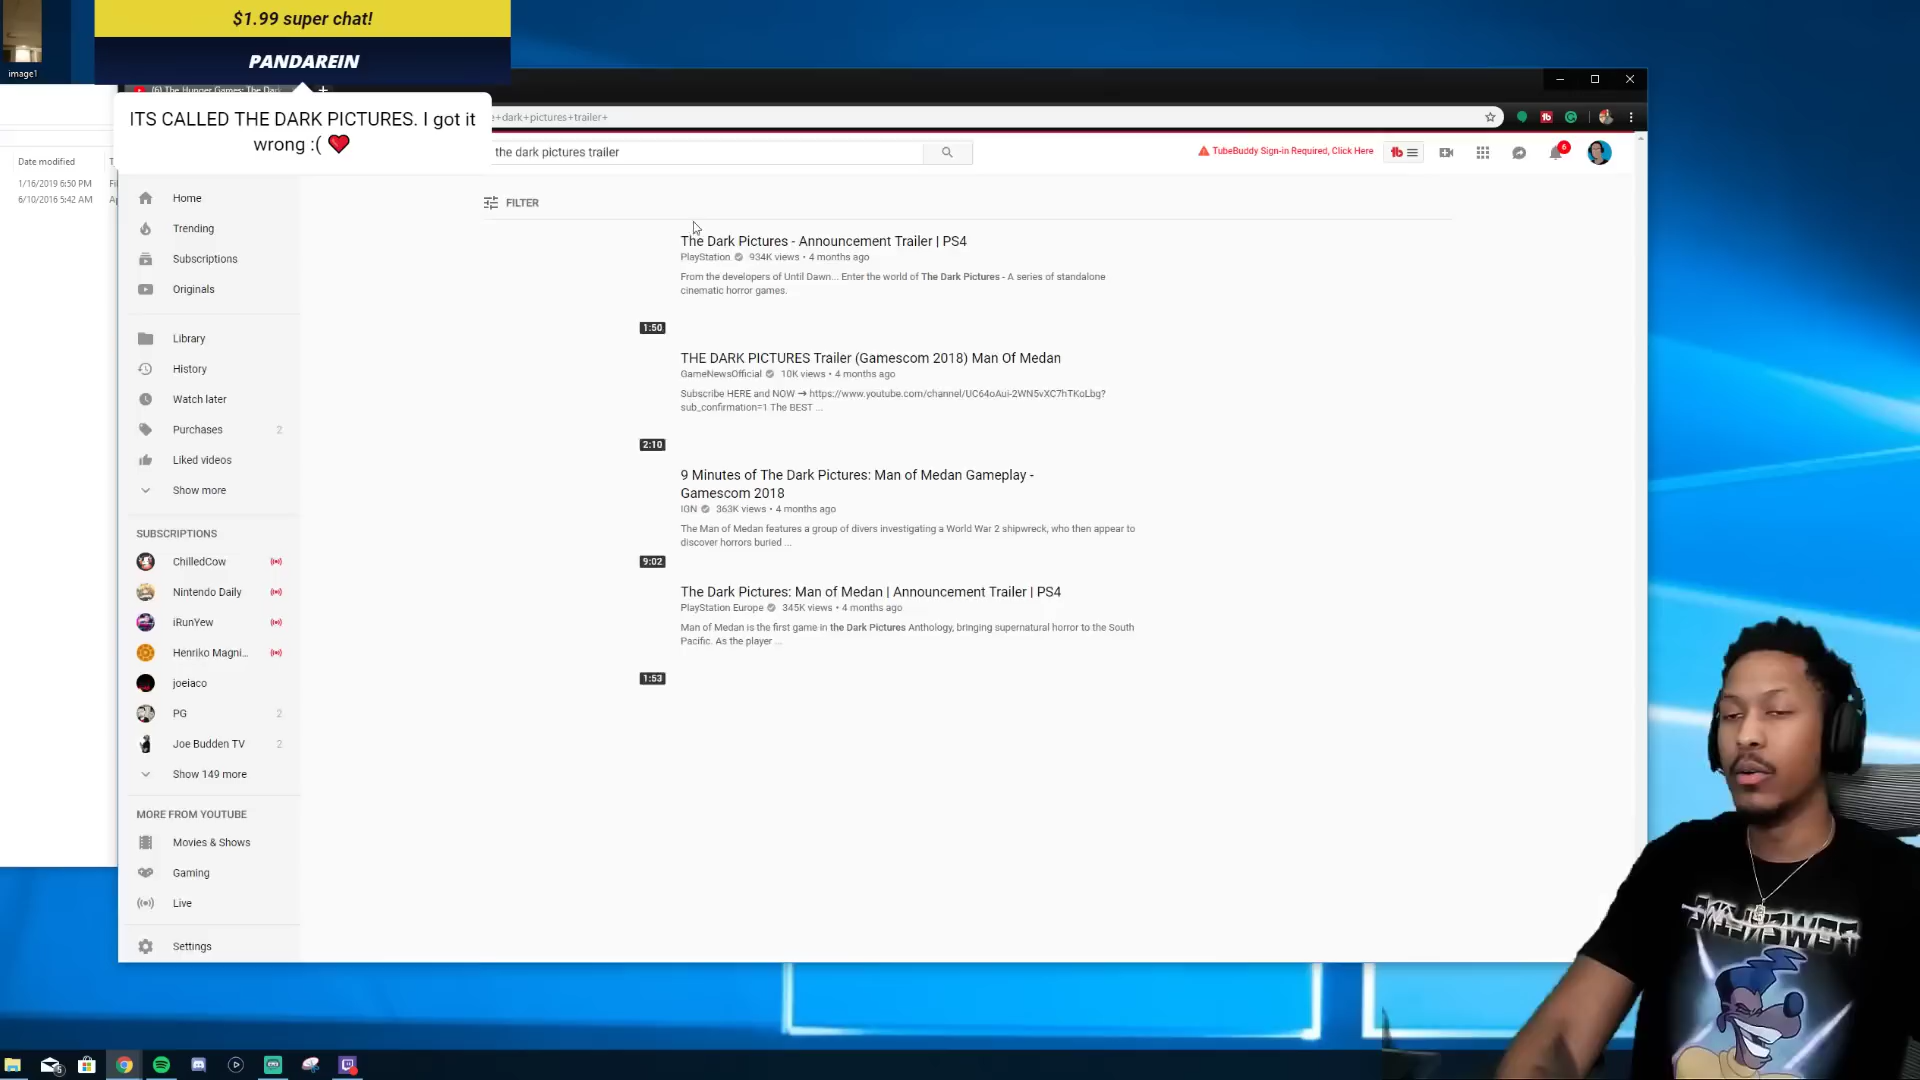 $1.99 super chat!
PANDAREIN
ITS CALLED THE DARK PICTURES. I got it
wrong :( ❤️
image1
(6) The Hunger Games: The Dar
e+dark+pictures+trailer+
the dark pictures trailer
TubeBuddy Sign-in Required, Click Here
6
Date modified
1/16/2019 6:50 PM
6/10/2016 5:42 AM
Home
Trending
Subscriptions
Originals
Library
History
Watch later
Purchases 2
Liked videos
Show more
SUBSCRIPTIONS
ChilledCow
Nintendo Daily
iRunYew
Henriko Magni...
joeiaco
PG 2
Joe Budden TV 2
Show 149 more
MORE FROM YOUTUBE
Movies & Shows
Gaming
Live
Settings
FILTER
The Dark Pictures - Announcement Trailer | PS4
PlayStation 934K views • 4 months ago
From the developers of Until Dawn... Enter the world of The Dark Pictures - A series of standalone
cinematic horror games.
1:50
THE DARK PICTURES Trailer (Gamescom 2018) Man Of Medan
GameNewsOfficial 10K views • 4 months ago
Subscribe HERE and NOW ➔ https://www.youtube.com/channel/UC64oAui-2WN5vXC7hTKoLbg?
sub_confirmation=1 The BEST ...
2:10
9 Minutes of The Dark Pictures: Man of Medan Gameplay -
Gamescom 2018
IGN 363K views • 4 months ago
The Man of Medan features a group of divers investigating a World War 2 shipwreck, who then appear to
discover horrors buried ...
9:02
The Dark Pictures: Man of Medan | Announcement Trailer | PS4
PlayStation Europe 345K views • 4 months ago
Man of Medan is the first game in the Dark Pictures Anthology, bringing supernatural horror to the South
Pacific. As the player ...
1:53